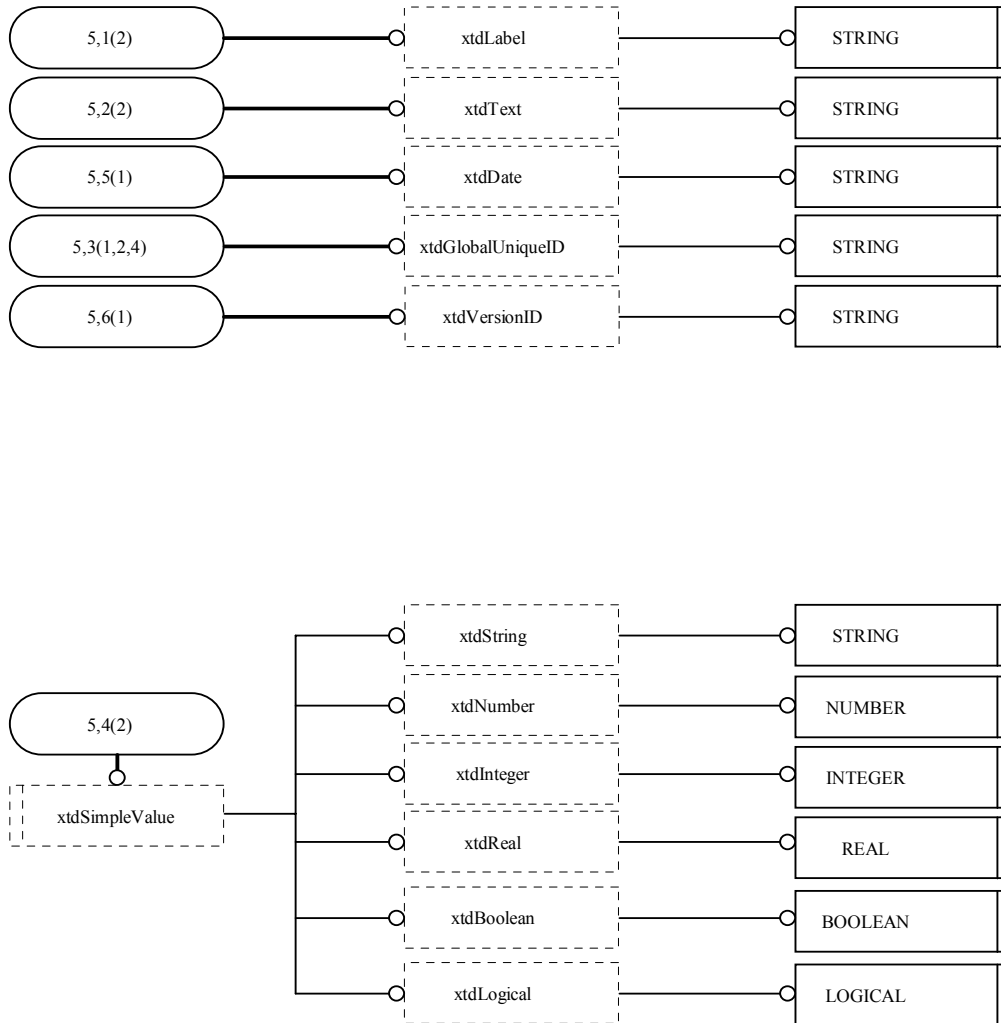 5,1(2) xtdLabel STRING
5,2(2) xtdText STRING
5,5(1) xtdDate STRING
5,3(1,2,4) xtdGlobalUniqueID STRING
5,6(1) xtdVersionID STRING
xtdString STRING
5,4(2) xtdNumber NUMBER
xtdInteger INTEGER
xtdSimpleValue
xtdReal REAL
xtdBoolean BOOLEAN
xtdLogical LOGICAL